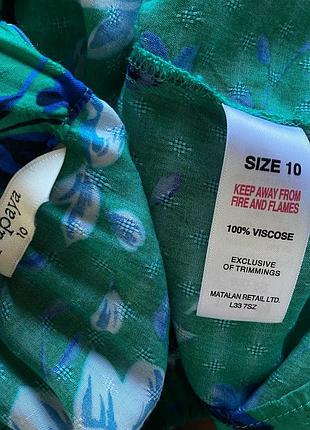 papaya
10
SIZE 10
KEEP AWAY FROM
FIRE AND FLAMES
100% VISCOSE
EXCLUSIVE
OF TRIMMINGS
MATALAN RETAIL LTD.
L33 7SZ